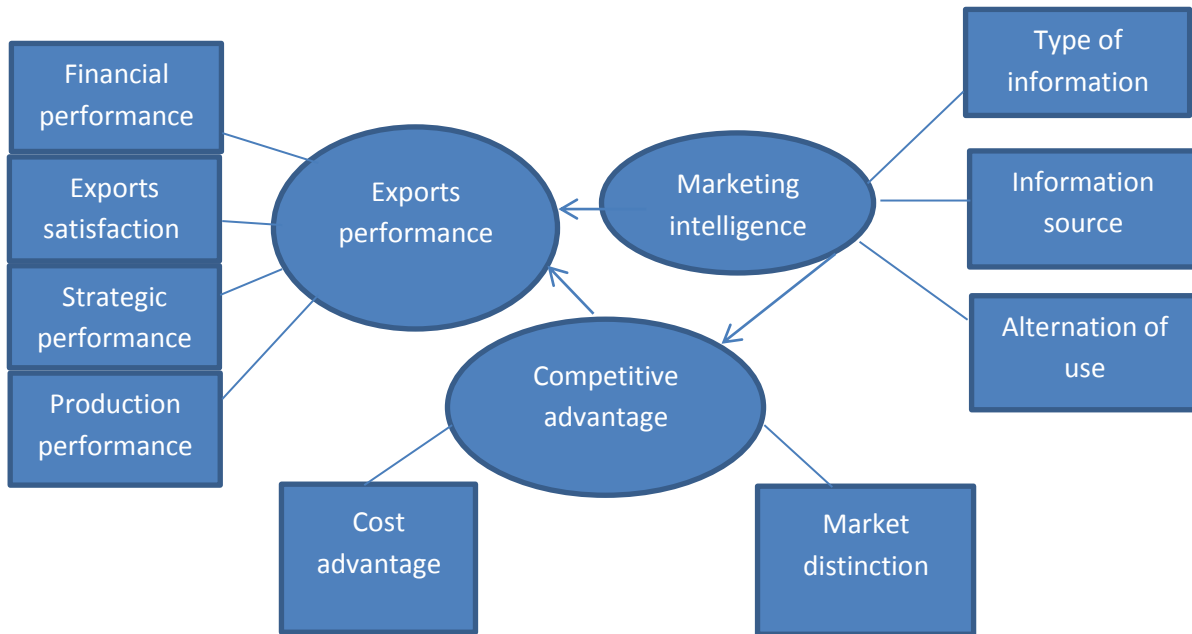 Financial
performance
Exports
satisfaction
Strategic
performance
Production
performance
Exports
performance
Marketing
intelligence
Competitive
advantage
Type of
information
Information
source
Alternation of
use
Cost
advantage
Market
distinction